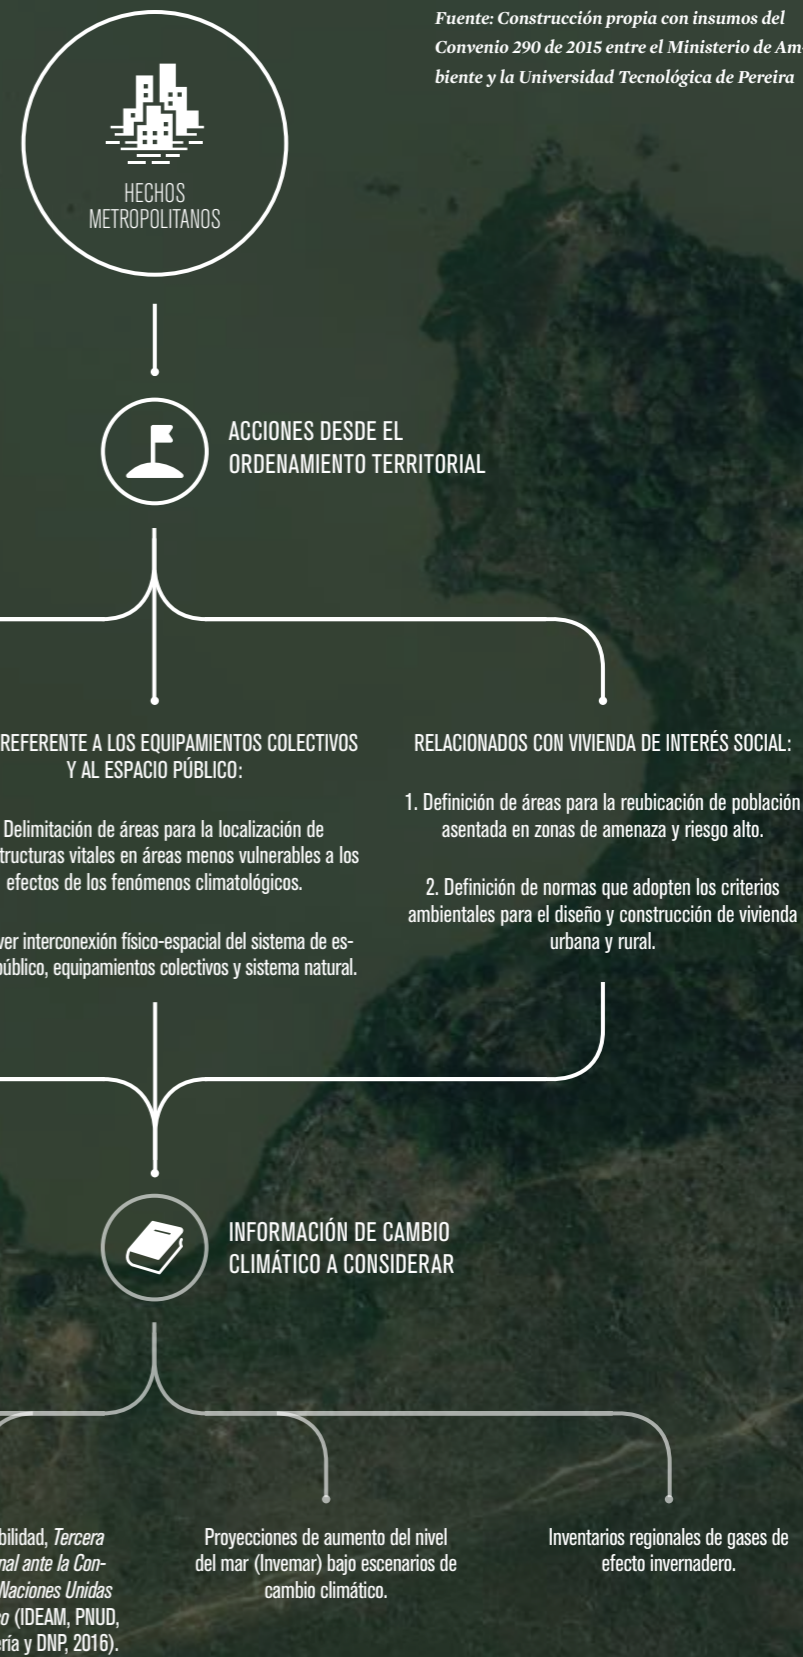 Fuente: Construcción propia con insumos del
Convenio 290 de 2015 entre el Ministerio de Am-
biente y la Universidad Tecnológica de Pereira
HECHOS
METROPOLITANOS
ACCIONES DESDE EL
ORDENAMIENTO TERRITORIAL
REFERENTE A LOS EQUIPAMIENTOS COLECTIVOS
Y AL ESPACIO PÚBLICO:
Delimitación de áreas para la localización de
tructuras vitales en áreas menos vulnerables a los
efectos de los fenómenos climatológicos.
ver interconexión físico-espacial del sistema de es-
público, equipamientos colectivos y sistema natural.
RELACIONADOS CON VIVIENDA DE INTERÉS SOCIAL:
1. Definición de áreas para la reubicación de población
asentada en zonas de amenaza y riesgo alto.
2. Definición de normas que adopten los criterios
ambientales para el diseño y construcción de vivienda
urbana y rural.
INFORMACIÓN DE CAMBIO
CLIMÁTICO A CONSIDERAR
bilidad, Tercera
nal ante la Con-
Naciones Unidas
o (IDEAM, PNUD,
ería y DNP, 2016).
Proyecciones de aumento del nivel
del mar (Invemar) bajo escenarios de
cambio climático.
Inventarios regionales de gases de
efecto invernadero.